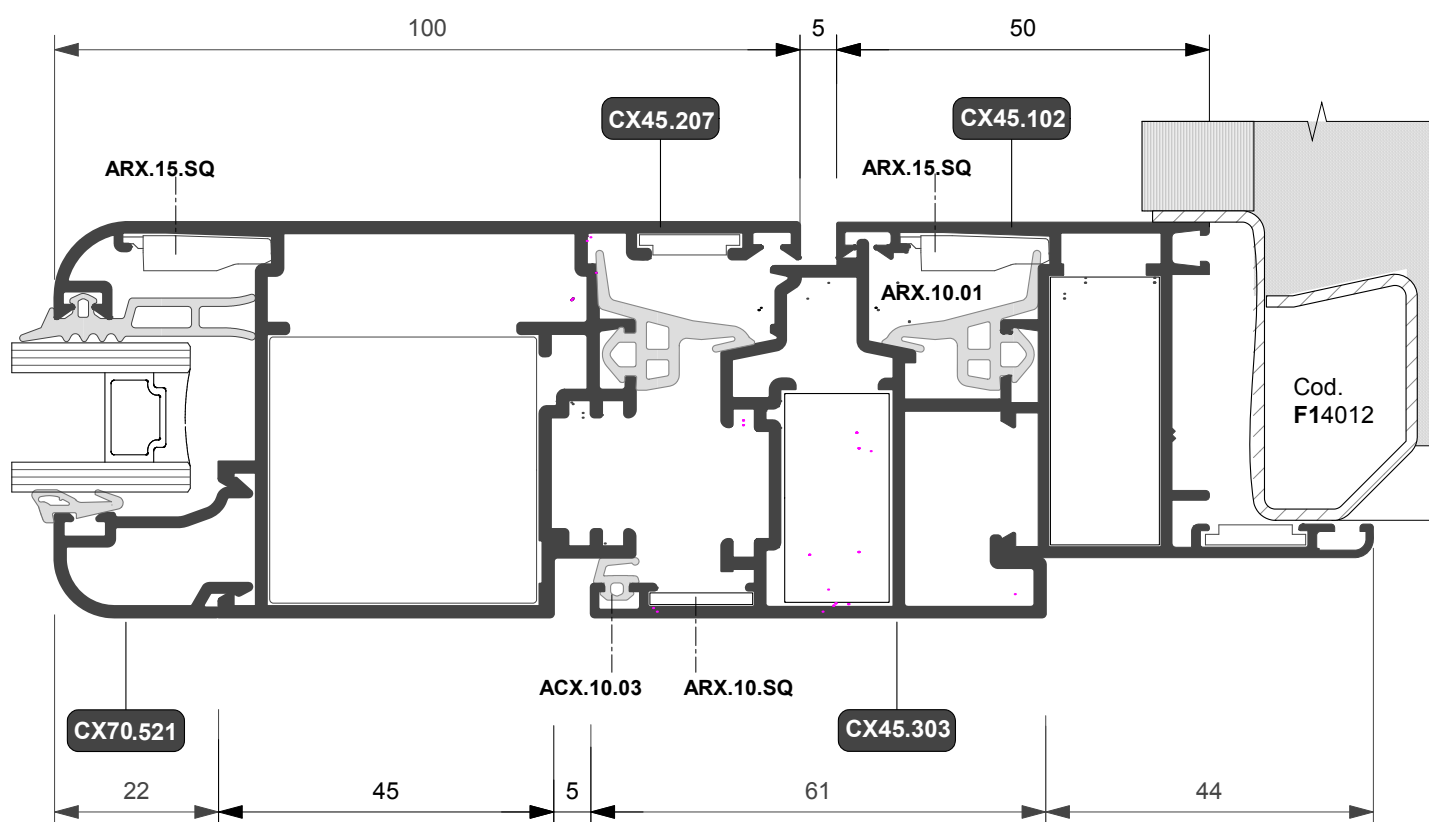 100
5
50
CX45.207
CX45.102
ARX.15.SQ
ARX.15.SQ
ARX.10.01
Cod.
F14012
ACX.10.03
ARX.10.SQ
CX70.521
CX45.303
22
45
5
61
44